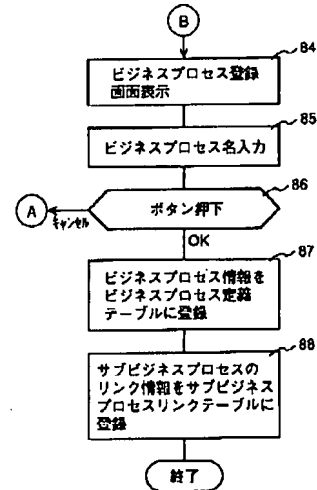 B
84
ビジネスプロセス登録
画面表示
85
ビジネスプロセス名入力
86
ボタン押下
A
キャンセル
OK
87
ビジネスプロセス情報を
ビジネスプロセス定義
テーブルに登録
88
サブビジネスプロセスの
リンク情報をサブビジネス
プロセスリンクテーブルに
登録
終了